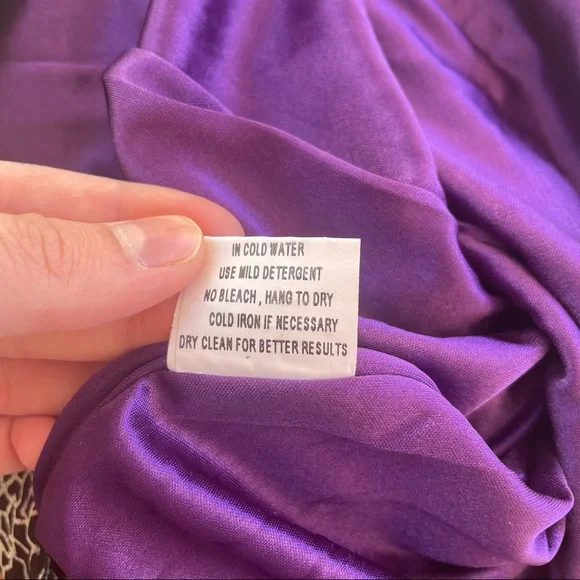 IN COLD WATER
USE MILD DETERGENT
NO BLEACH, HANG TO DRY
COLD IRON IF NECESSARY
DRY CLEAN FOR BETTER RESULTS